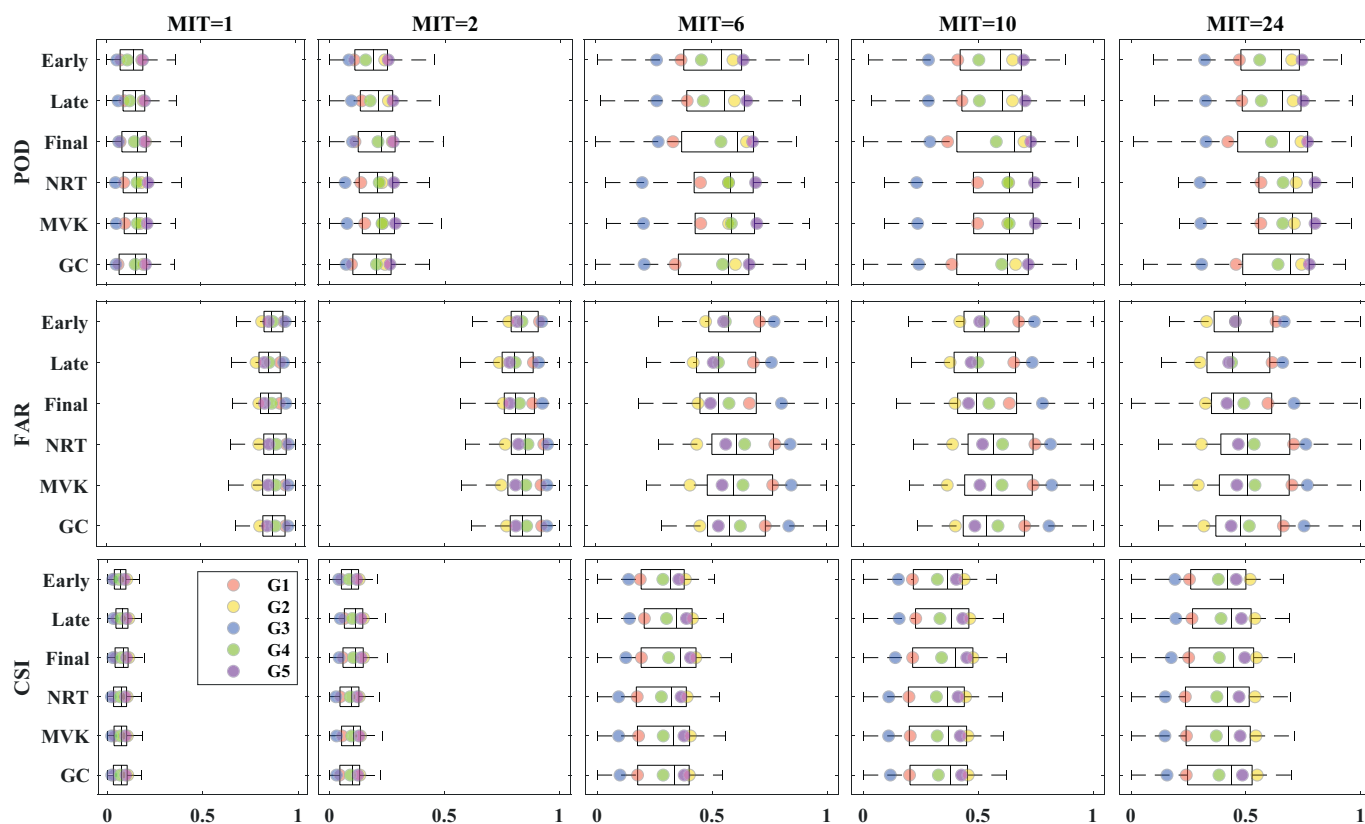 MIT=1 MIT=2 MIT=6 MIT=10 MIT=24
POD
Early
Late
Final
NRT
MVK
GC
FAR
Early
Late
Final
NRT
MVK
GC
CSI
Early
Late
Final
NRT
MVK
GC
G1
G2
G3
G4
G5
0 0.5 1 0 0.5 1 0 0.5 1 0 0.5 1 0 0.5 1